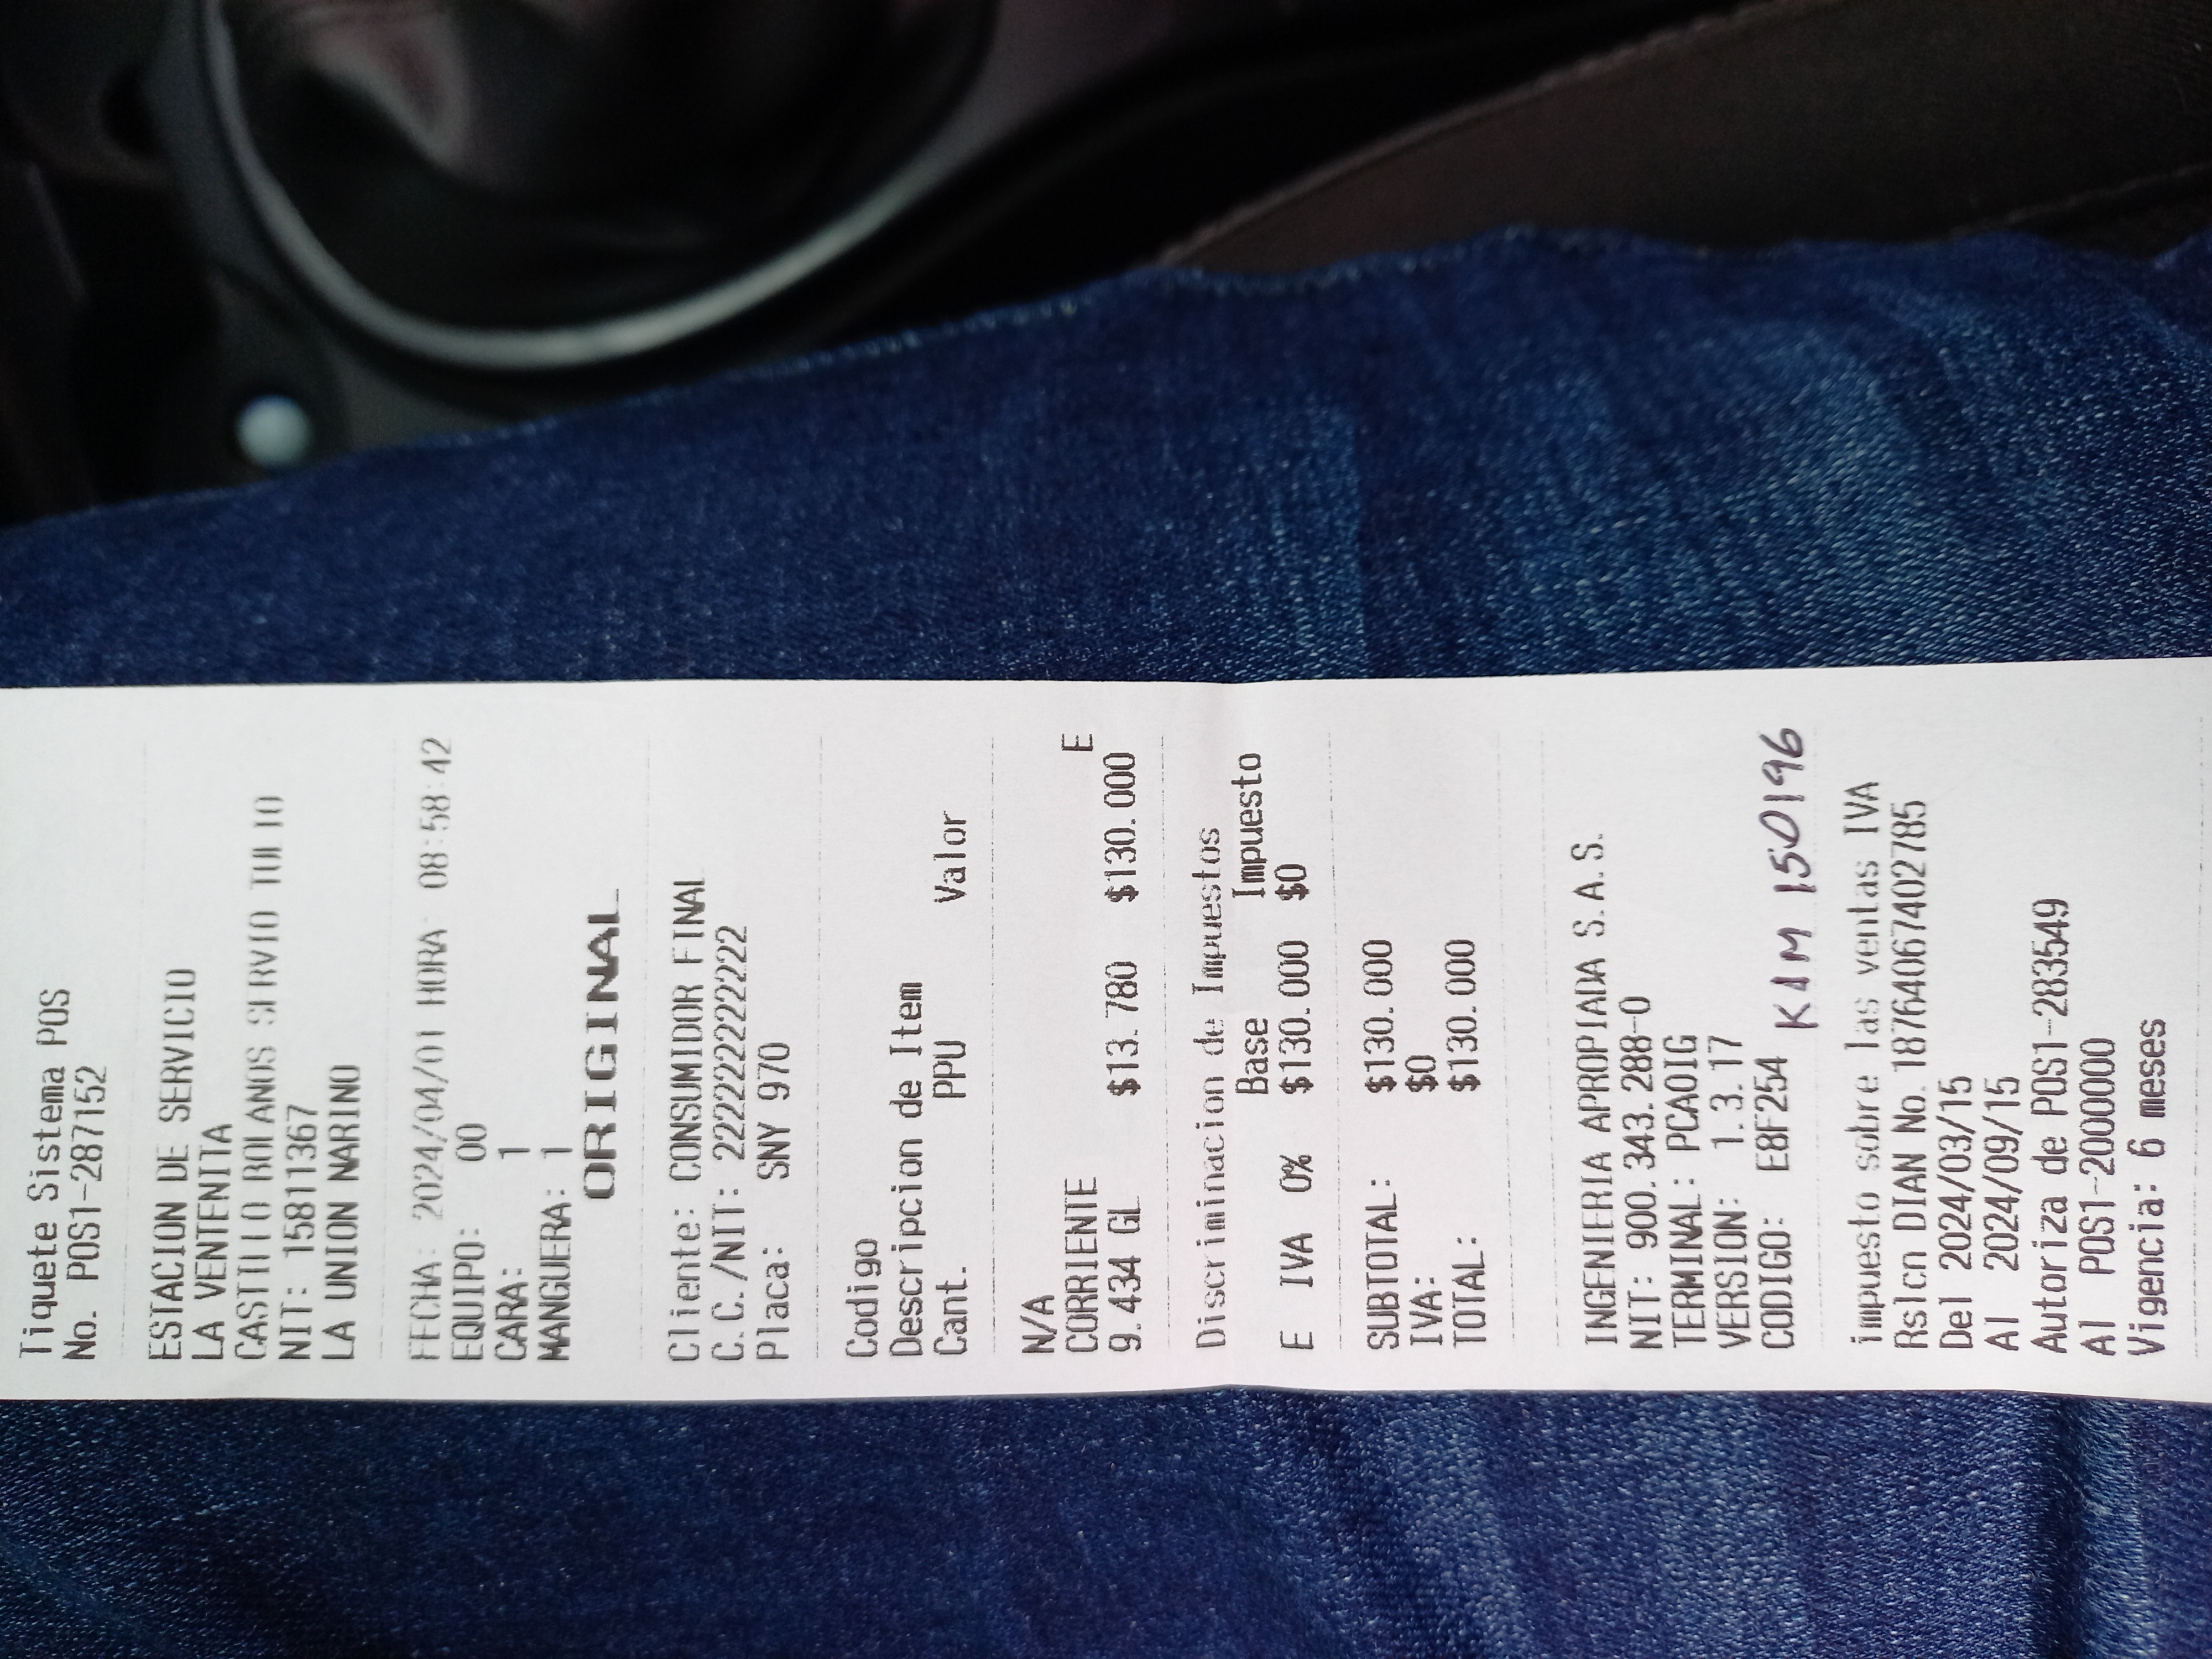 Tiquete Sistema POS
No. POS1-287152
ESTACION DE SERVICIO
LA VENTENITA
CASTILLO BOLANOS SERVIO TULIO
NIT: 15811367
LA UNION NARINO
FECHA: 2024/04/01 HORA: 08:58:42
EQUIPO: 00
CARA: 1
MANGUERA: 1
ORIGINAL
Cliente: CONSUMIDOR FINAL
C.C./NIT: 222222222222
Placa: SNY 970
Codigo
Descripcion de Item
Cant. PPU Valor
N/A
CORRIENTE E
9.434 GL $13.780 $130.000
Discriminacion de Impuestos
Base Impuesto
E IVA 0% $130.000 $0
SUBTOTAL: $130.000
IVA: $0
TOTAL: $130.000
INGENIERIA APROPIADA S.A.S.
NIT: 900.343.288-0
TERMINAL: PCAOIG
VERSION: 1.3.17
CODIGO: E8F254 KIM 150196
impuesto sobre las ventas IVA
Rslcn DIAN No. 18764067402785
Del 2024/03/15
Al 2024/09/15
Autoriza de POS1-283549
Al POS1-2000000
Vigencia: 6 meses